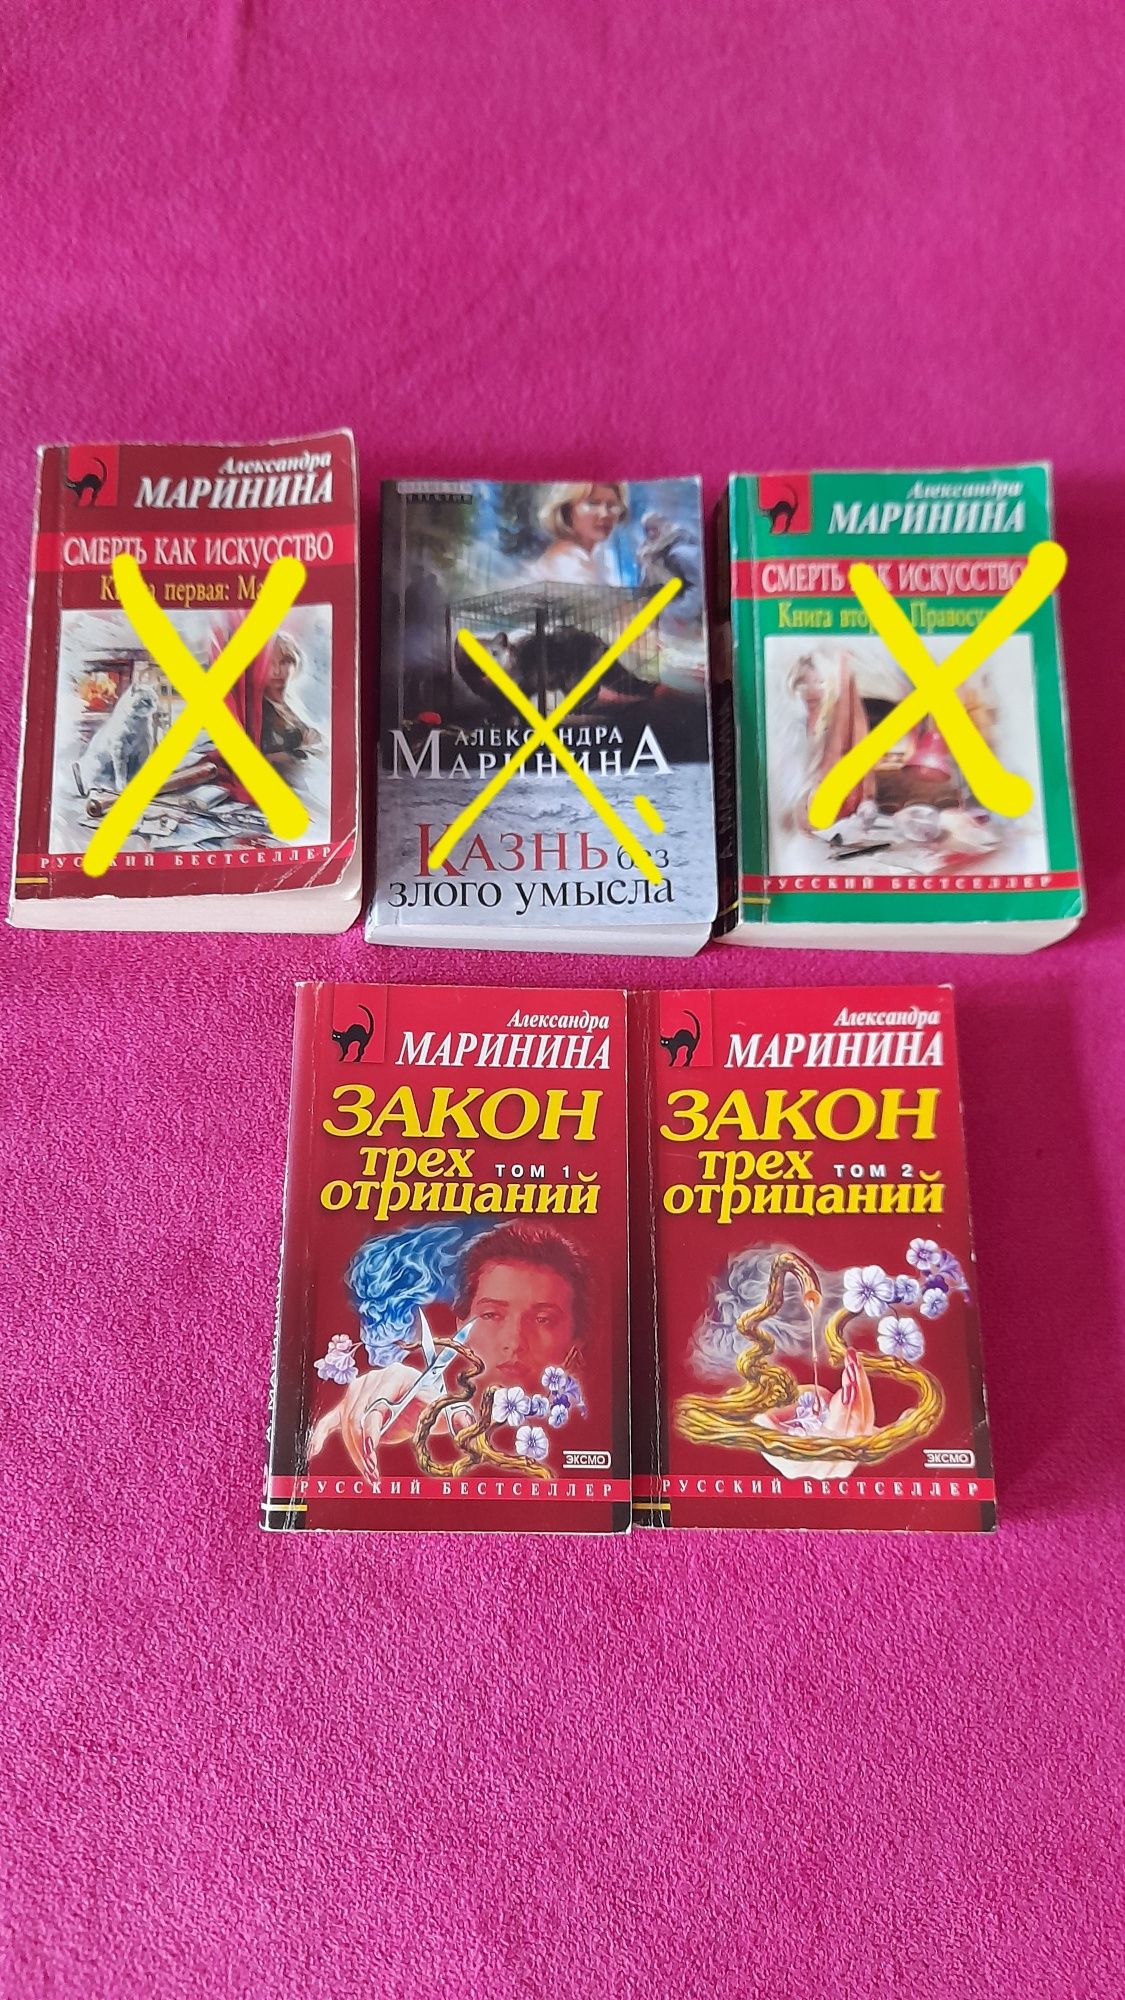 Александра
МАРИНИНА
СМЕРТЬ КАК ИСКУССТВО
первая:
РУССКИЙ БЕСТСЕЛЛЕР
АЛЕКСАНДРА
МАРИНИНА
КАЗНЬ без
злого умысла
Александра
МАРИНИНА
СМЕРТЬ КАК ИСКУССТВО
Книга
РУССКИЙ БЕСТСЕЛЛЕР
Александра
МАРИНИНА
ЗАКОН
трех ТОМ 1
отрицаний
ЭКСМО
РУССКИЙ БЕСТСЕЛЛЕР
Александра
МАРИНИНА
ЗАКОН
трех ТОМ 2
отрицаний
ЭКСМО
РУССКИЙ БЕСТСЕЛЛЕР